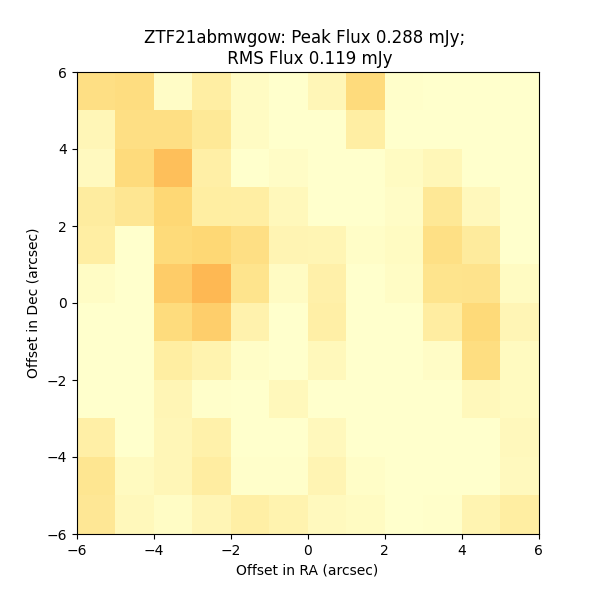 ZTF21abmwgow: Peak Flux 0.288 mJy;
RMS Flux 0.119 mJy
6
4
2
0
−2
−4
−6
Offset in Dec (arcsec)
−6 −4 −2 0 2 4 6
Offset in RA (arcsec)